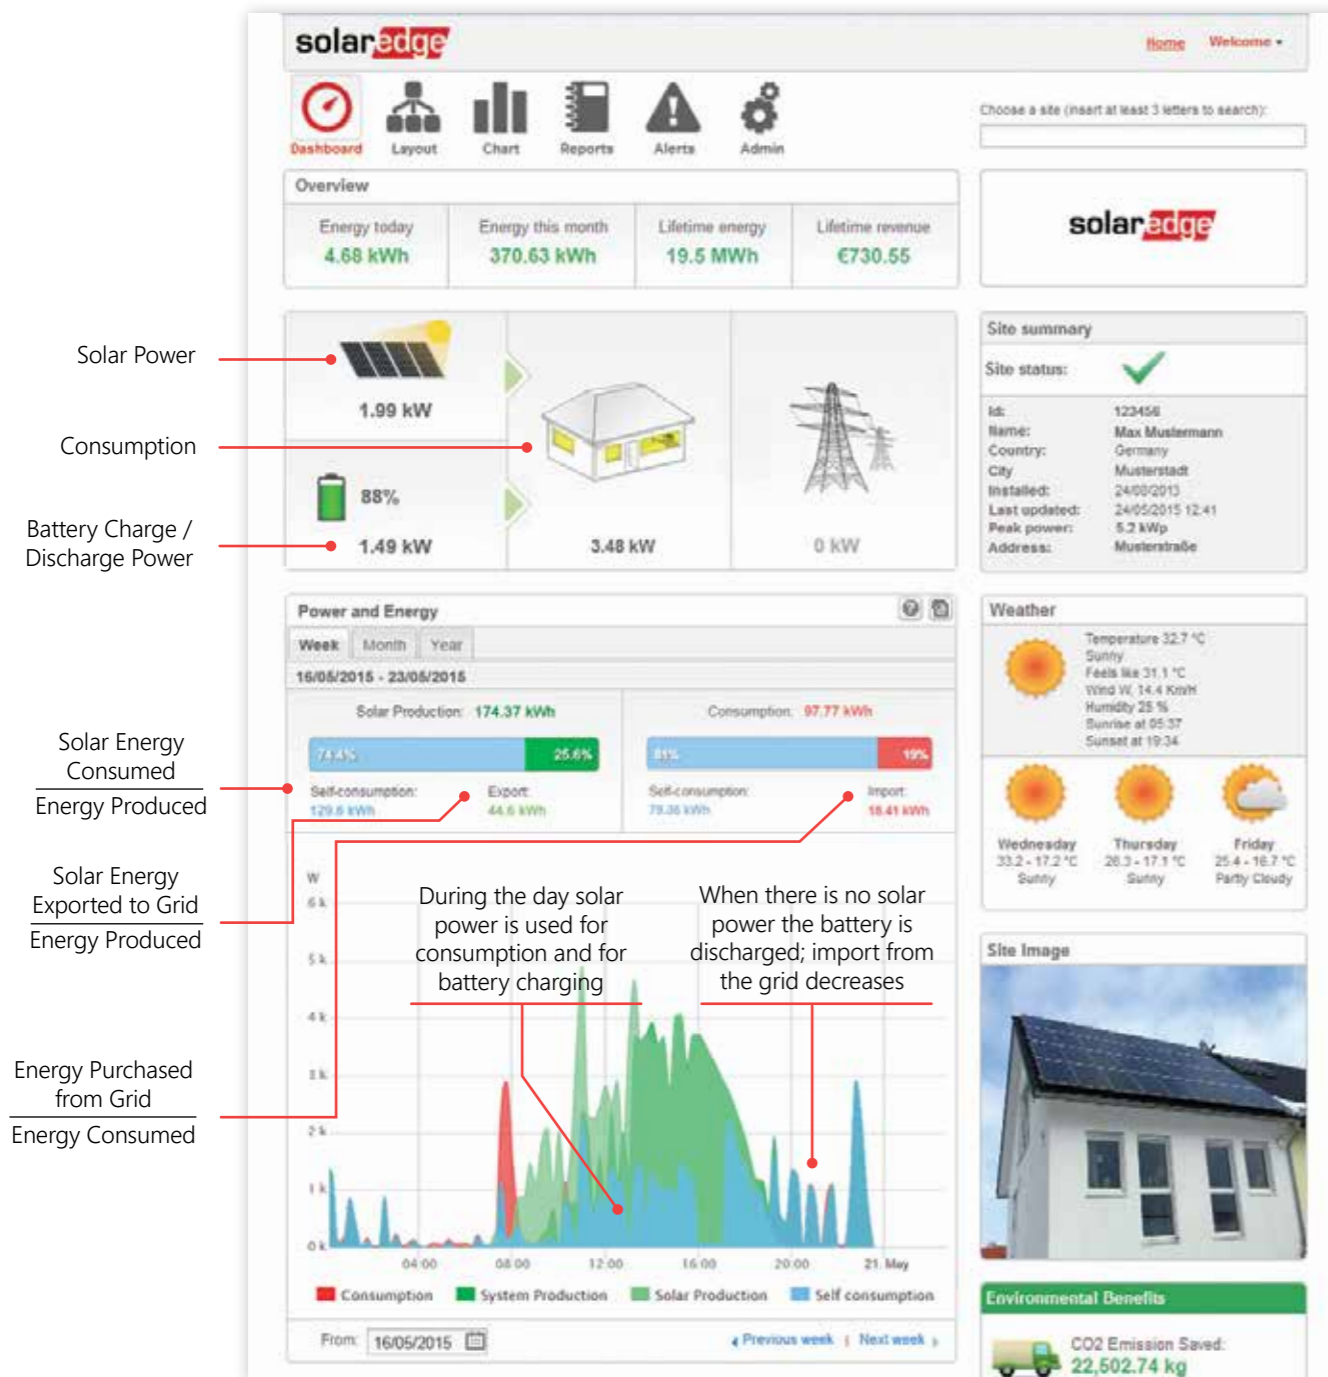 solaredge
Home Welcome
Dashboard Layout Chart Reports Alerts Admin
Choose a site (insert at least 3 letters to search):
Overview
Energy today Energy this month Lifetime energy Lifetime revenue
4.68 kWh 370.63 kWh 19.5 MWh €730.55
solaredge
Solar Power
1.99 kW
Consumption
88%
Battery Charge /
Discharge Power
1.49 kW 3.48 kW 0 kW
Site summary
Site status:
Id: 123456
Name: Max Mustermann
Country: Germany
City Musterstadt
Installed: 24/08/2013
Last updated: 24/05/2015 12:41
Peak power: 5.2 kWp
Address: Musterstraße
Power and Energy
Week Month Year
16/05/2015 - 23/05/2015
Solar Production: 174.37 kWh Consumption: 97.77 kWh
74.4% 25.6% 81% 19%
Self-consumption: Export: Self-consumption: Import:
129.8 kWh 44.6 kWh 79.36 kWh 18.41 kWh
Solar Energy
Consumed
Energy Produced
Solar Energy
Exported to Grid
Energy Produced
Energy Purchased
from Grid
Energy Consumed
Weather
Temperature 32.7 °C
Sunny
Feels like 31.1 °C
Wind W, 14.4 Km/H
Humidity 25 %
Sunrise at 05:37
Sunset at 19:34
Wednesday Thursday Friday
33.2 - 17.2 °C 26.3 - 17.1 °C 25.4 - 16.7 °C
Sunny Sunny Partly Cloudy
W
6 k
5 k
4 k
3 k
2 k
1 k
0 k
During the day solar
power is used for
consumption and for
battery charging
When there is no solar
power the battery is
discharged; import from
the grid decreases
04:00 08:00 12:00 16:00 20:00 21. May
Consumption System Production Solar Production Self consumption
From: 16/05/2015 Previous week | Next week
Site Image
Environmental Benefits
CO2 Emission Saved:
22,502.74 kg